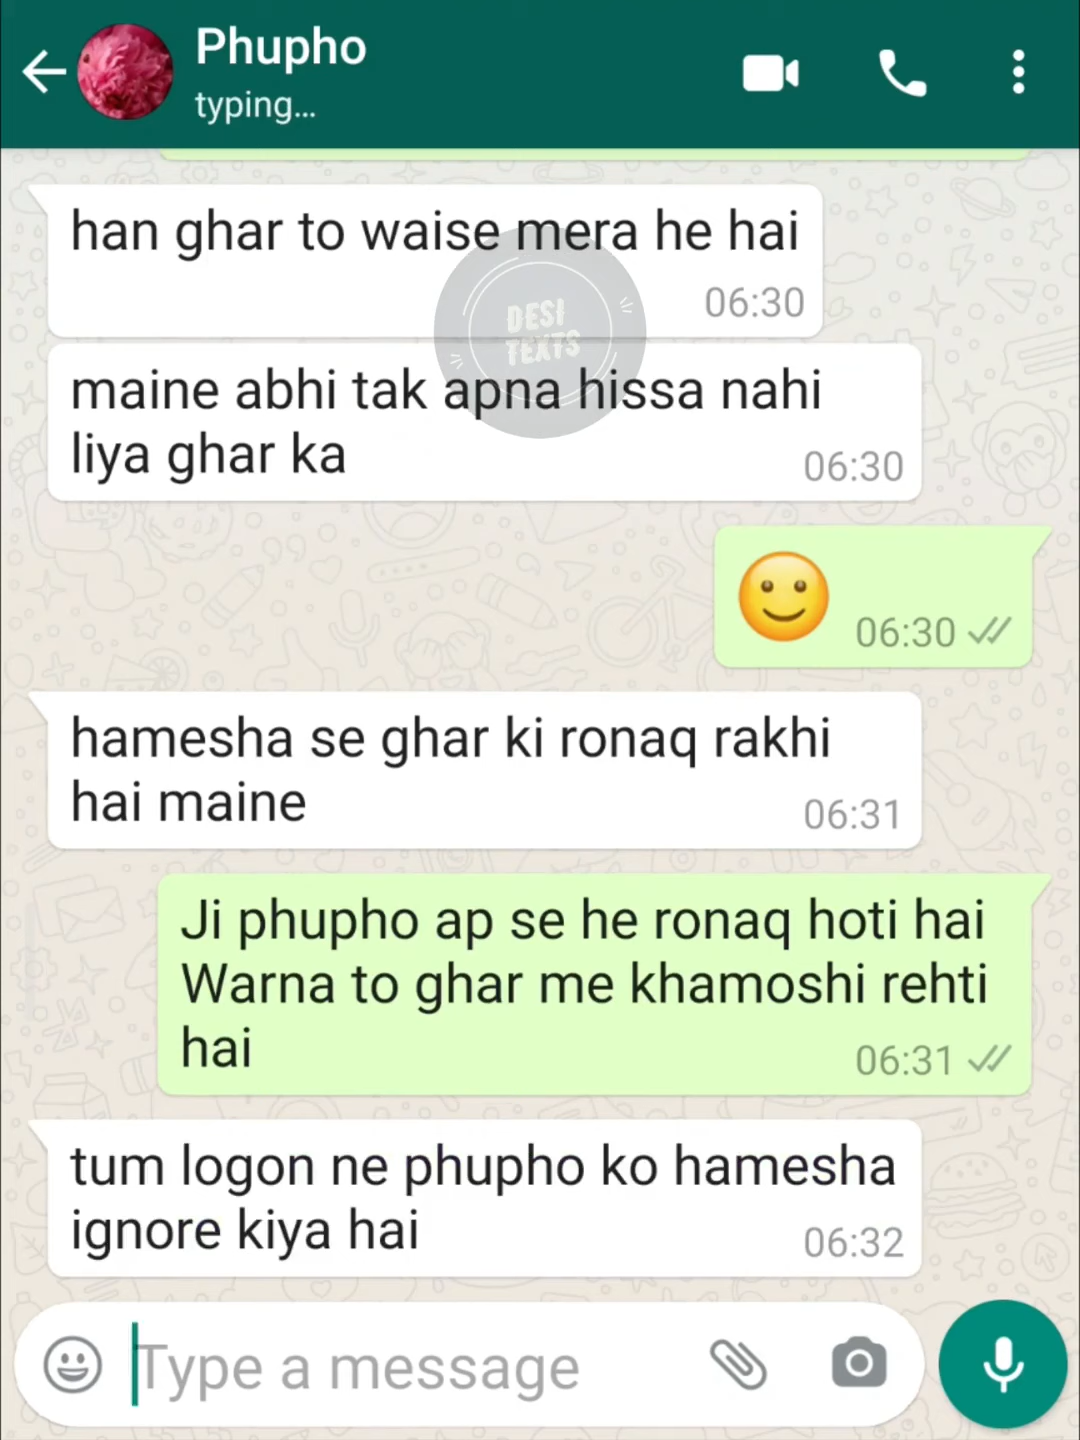 Phupho
typing...
han ghar to waise mera he hai
06:30
DESI
TEXTS
maine abhi tak apna hissa nahi
liya ghar ka
06:30
🙂
06:30
hamesha se ghar ki ronaq rakhi
hai maine
06:31
Ji phupho ap se he ronaq hoti hai
Warna to ghar me khamoshi rehti
hai
06:31
tum logon ne phupho ko hamesha
ignore kiya hai
06:32
Type a message